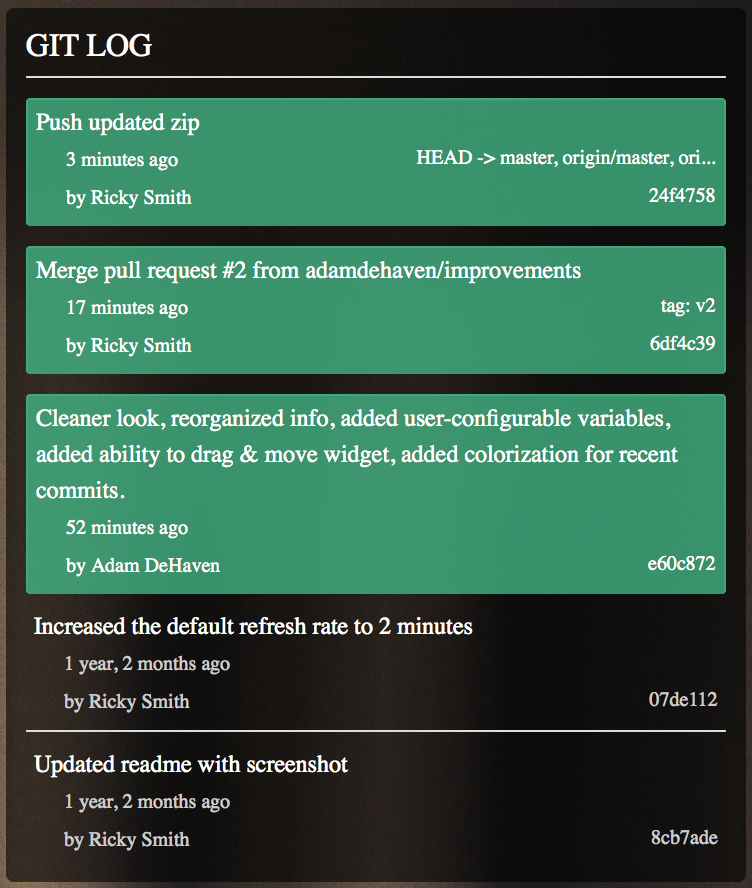 GIT LOG
Push updated zip
3 minutes ago
HEAD -> master, origin/master, ori...
by Ricky Smith
24f4758
Merge pull request #2 from adamdehaven/improvements
17 minutes ago
tag: v2
by Ricky Smith
6df4c39
Cleaner look, reorganized info, added user-configurable variables,
added ability to drag & move widget, added colorization for recent
commits.
52 minutes ago
by Adam DeHaven
e60c872
Increased the default refresh rate to 2 minutes
1 year, 2 months ago
by Ricky Smith
07de112
Updated readme with screenshot
1 year, 2 months ago
by Ricky Smith
8cb7ade